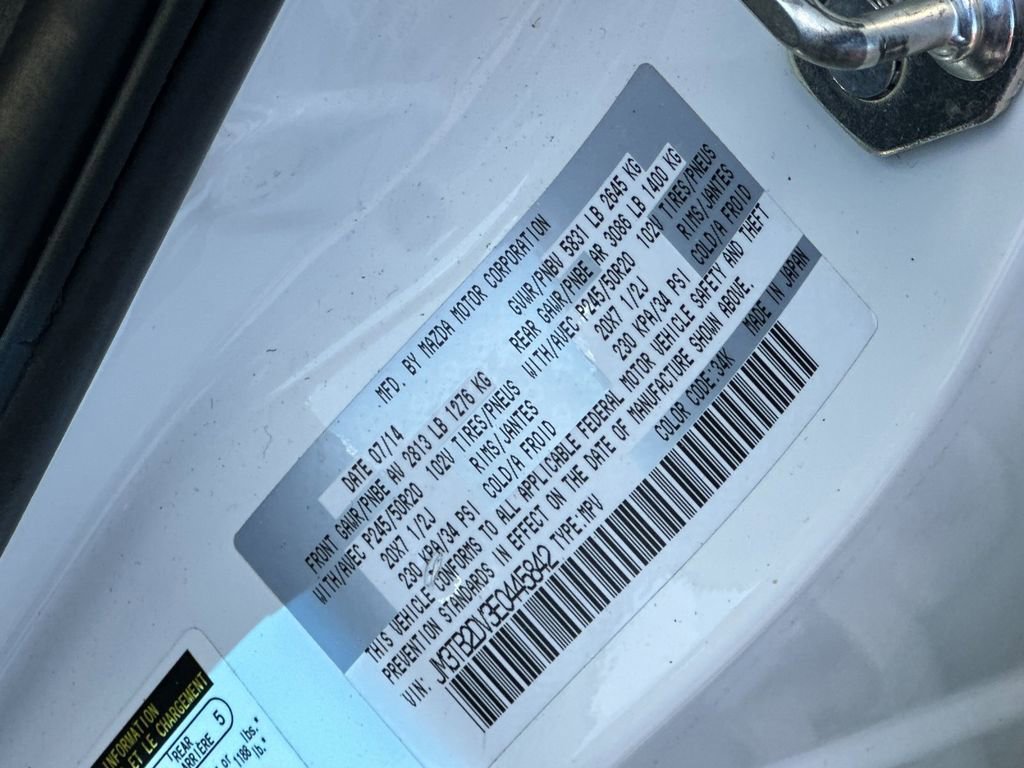 MFD. BY MAZDA MOTOR CORPORATION
DATE 07/14 GVWR/PNBV 5831 LB 2645 KG
FRONT GAWR/PNBE AV 2813 LB 1276 KG REAR GAWR/PNBE AR 3086 LB 1400 KG
WITH/AVEC P245/50R20 102V TIRES/PNEUS WITH/AVEC P245/50R20 102V TIRES/PNEUS
20X7 1/2J RIMS/JANTES 20X7 1/2J RIMS/JANTES
230 KPA/34 PSI COLD/A FROID 230 KPA/34 PSI COLD/A FROID
THIS VEHICLE CONFORMS TO ALL APPLICABLE FEDERAL MOTOR VEHICLE SAFETY AND THEFT
PREVENTION STANDARDS IN EFFECT ON THE DATE OF MANUFACTURE SHOWN ABOVE.
VIN: JM3TB2DV3E0445842 TYPE:MPV COLOR CODE:34K MADE IN JAPAN
INFORMATION
ET LE CHARGEMENT
REAR
5
or lbs.*
1188 lb.*